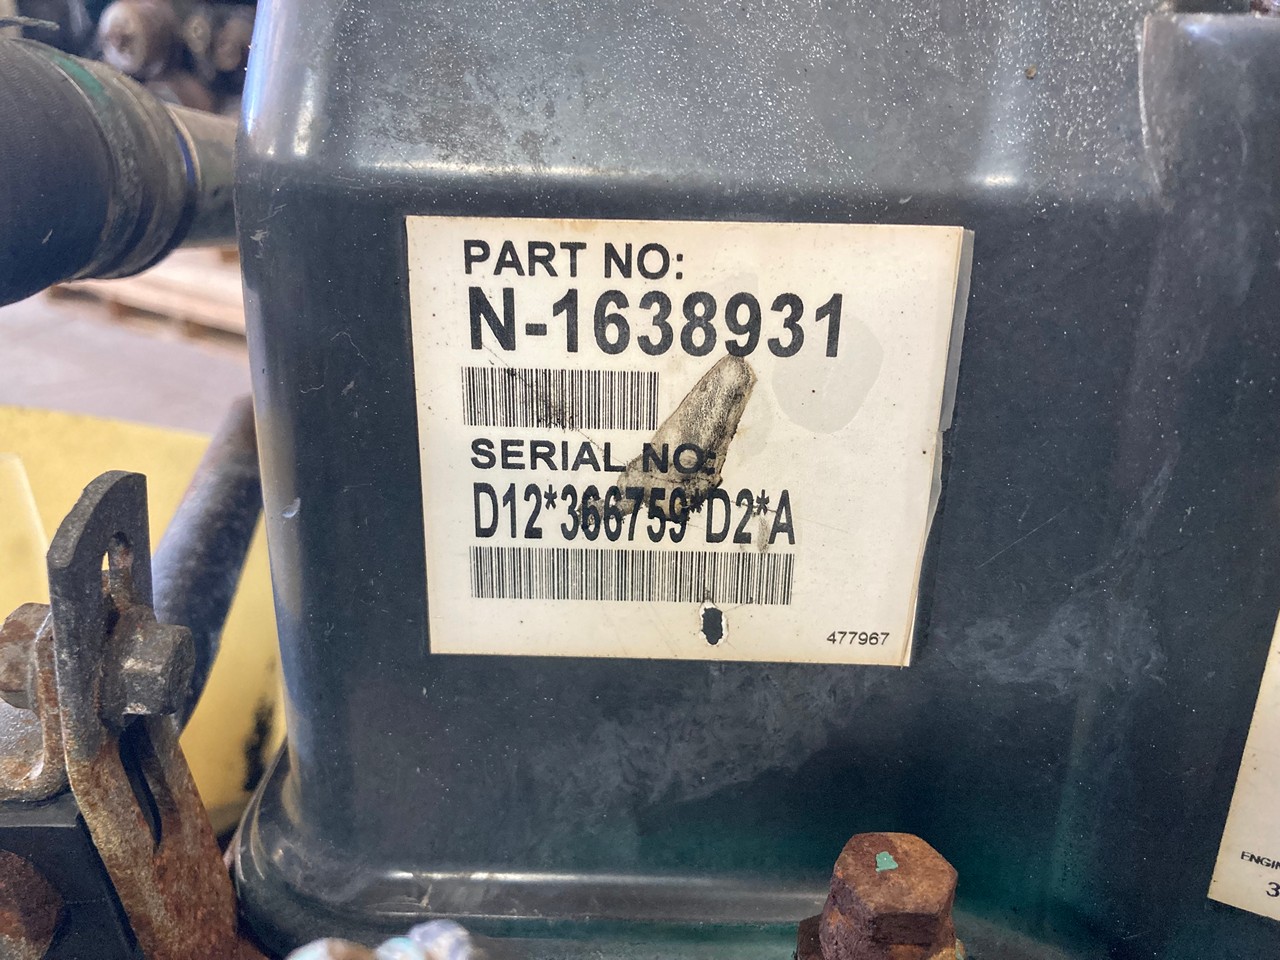 PART NO:
N-1638931
SERIAL NO:
D12*366759*D2*A
477967